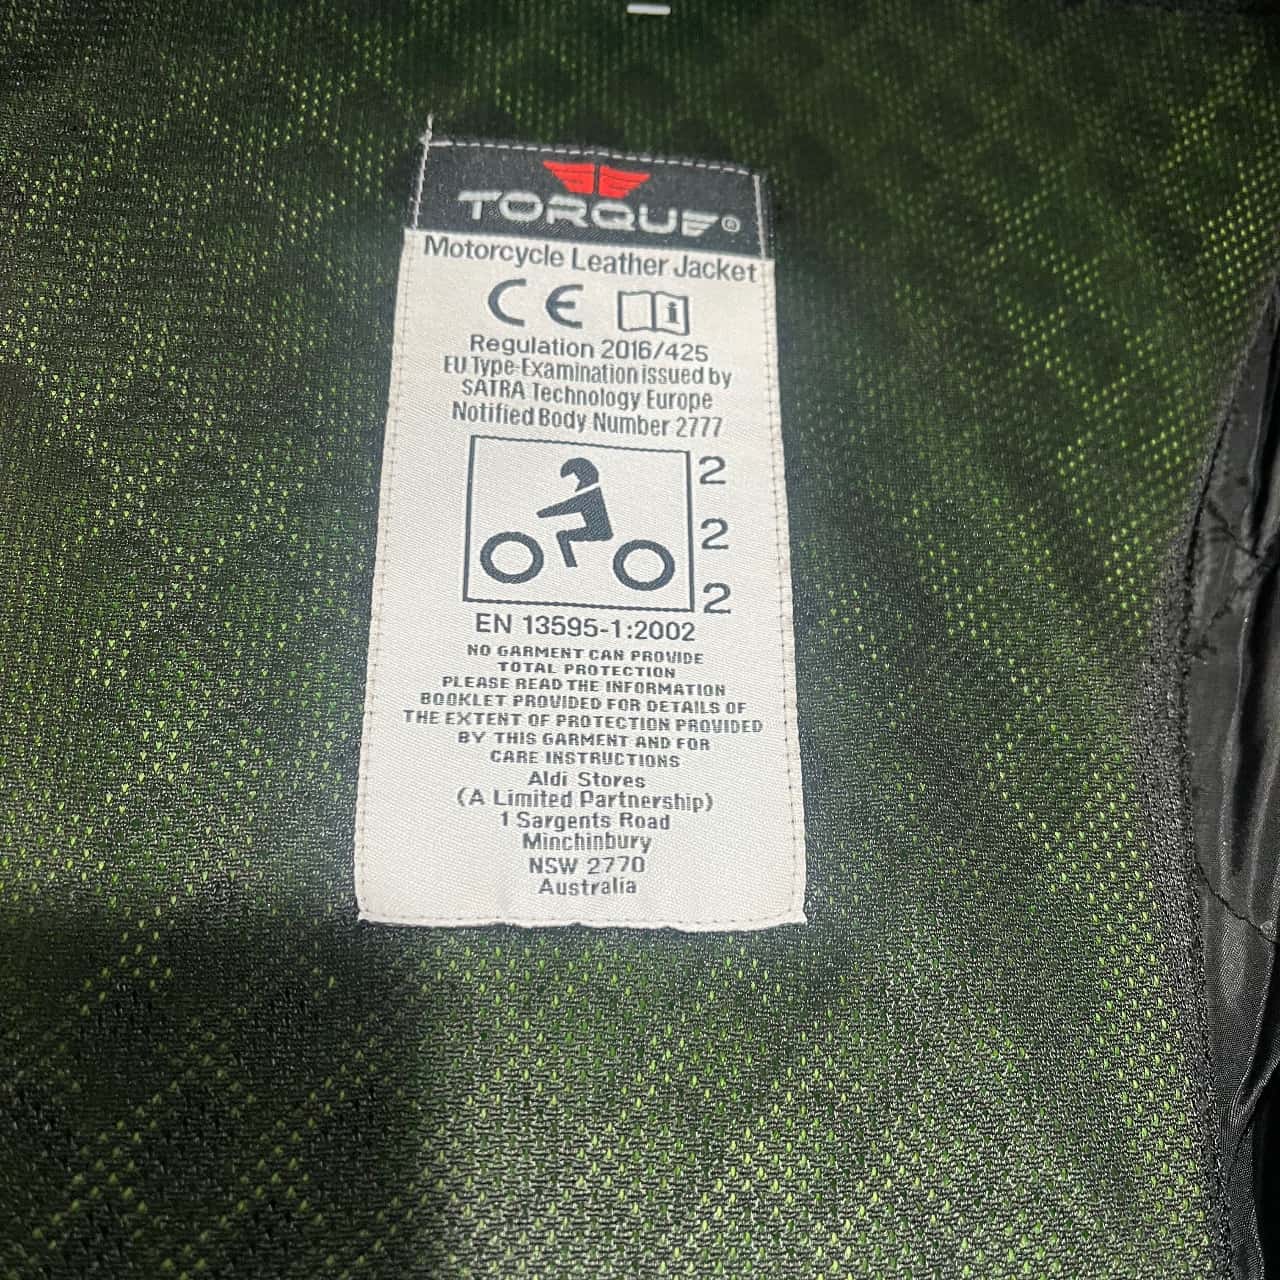 TORQUE®
Motorcycle Leather Jacket
CE i
Regulation 2016/425
EU Type-Examination issued by
SATRA Technology Europe
Notified Body Number 2777
2
2
2
EN 13595-1:2002
NO GARMENT CAN PROVIDE
TOTAL PROTECTION
PLEASE READ THE INFORMATION
BOOKLET PROVIDED FOR DETAILS OF
THE EXTENT OF PROTECTION PROVIDED
BY THIS GARMENT AND FOR
CARE INSTRUCTIONS
Aldi Stores
(A Limited Partnership)
1 Sargents Road
Minchinbury
NSW 2770
Australia